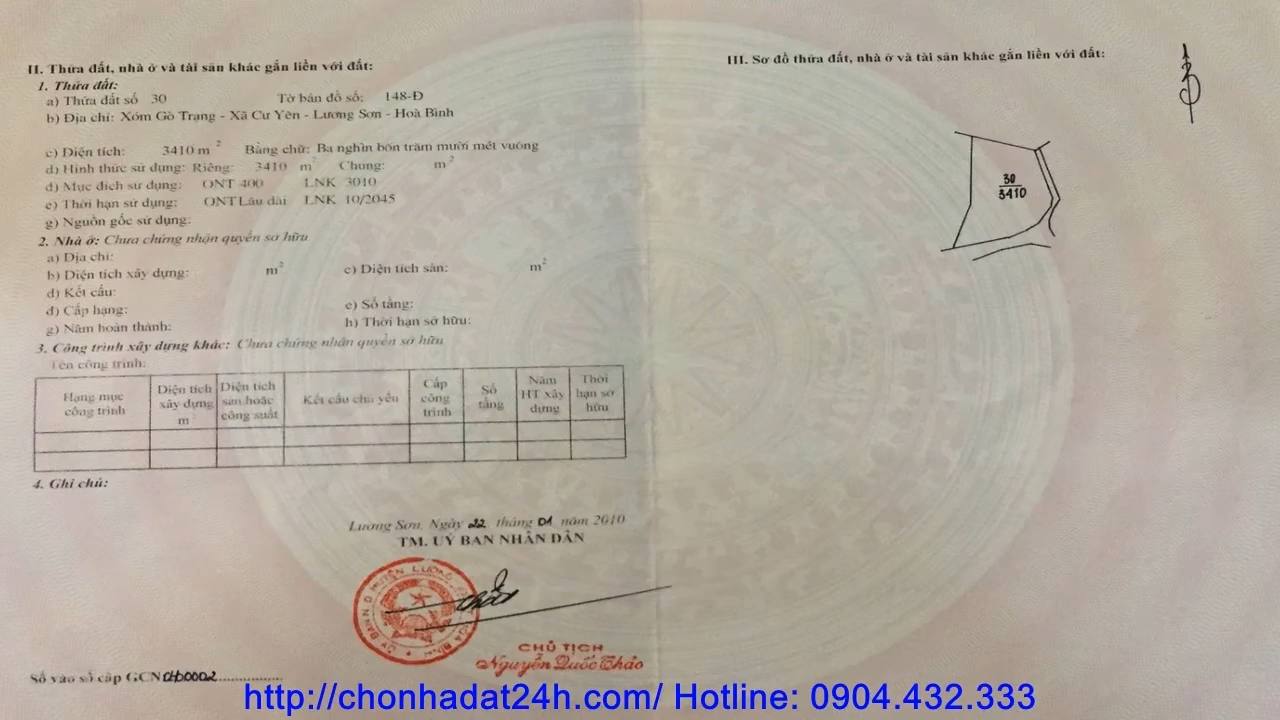 II. Thửa đất, nhà ở và tài sản khác gắn liền với đất:
1. Thửa đất:
a) Thửa đất số 30 Tờ bản đồ số: 148-Đ
b) Địa chỉ: Xóm Gò Trạng - Xã Cư Yên - Lương Sơn - Hoà Bình
c) Diện tích: 3410 m² Bằng chữ: Ba nghìn bốn trăm mười mét vuông
d) Hình thức sử dụng: Riêng: 3410 m² Chung: m²
đ) Mục đích sử dụng: ONT 400 LNK 3010
e) Thời hạn sử dụng: ONT Lâu dài LNK 10/2045
g) Nguồn gốc sử dụng:
2. Nhà ở: Chưa chứng nhận quyền sở hữu
a) Địa chỉ:
b) Diện tích xây dựng: m² c) Diện tích sàn: m²
d) Kết cấu:
đ) Cấp hạng: e) Số tầng:
g) Năm hoàn thành: h) Thời hạn sở hữu:
3. Công trình xây dựng khác: Chưa chứng nhận quyền sở hữu
Tên công trình:
Hạng mục công trình
Diện tích xây dựng m²
Diện tích sàn hoặc công suất
Kết cấu chủ yếu
Cấp công trình
Số tầng
Năm HT xây dựng
Thời hạn sở hữu
4. Ghi chú:
Lương Sơn, Ngày 22 tháng 01 năm 2010
TM. UỶ BAN NHÂN DÂN
CHỦ TỊCH
Nguyễn Quốc Thảo
Số vào sổ cấp GCN CH00002
III. Sơ đồ thửa đất, nhà ở và tài sản khác gắn liền với đất:
30
3410
http://chonhadat24h.com/ Hotline: 0904.432.333